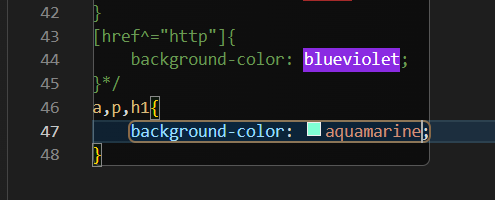 42 }
43 [href^="http"]{
44 background-color: blueviolet;
45 }*/
46 a,p,h1{
47 background-color: aquamarine;
48 }